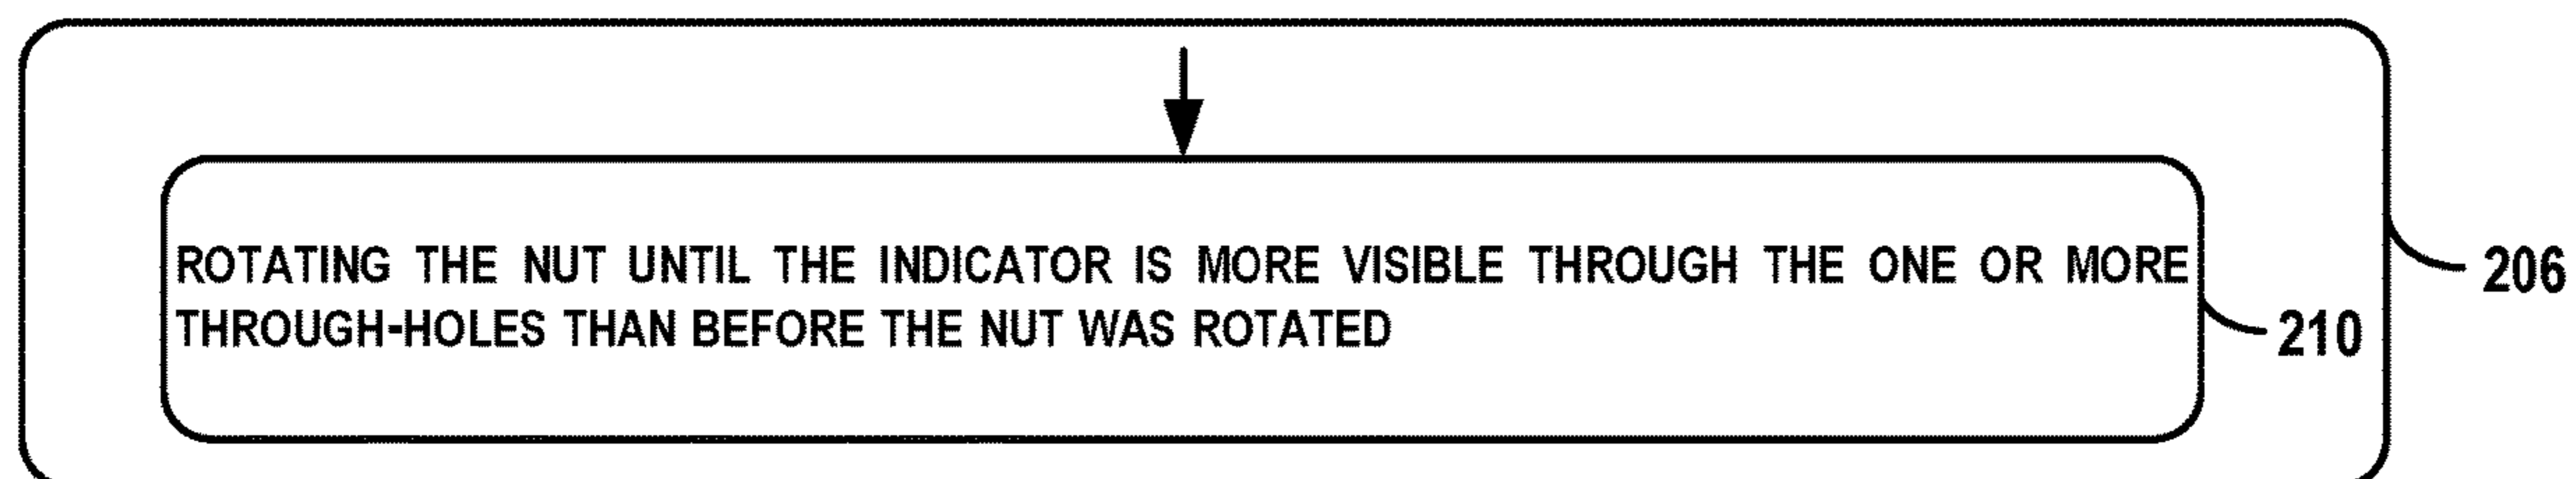 ROTATING THE NUT UNTIL THE INDICATOR IS MORE VISIBLE THROUGH THE ONE OR MORE
THROUGH-HOLES THAN BEFORE THE NUT WAS ROTATED
206
210